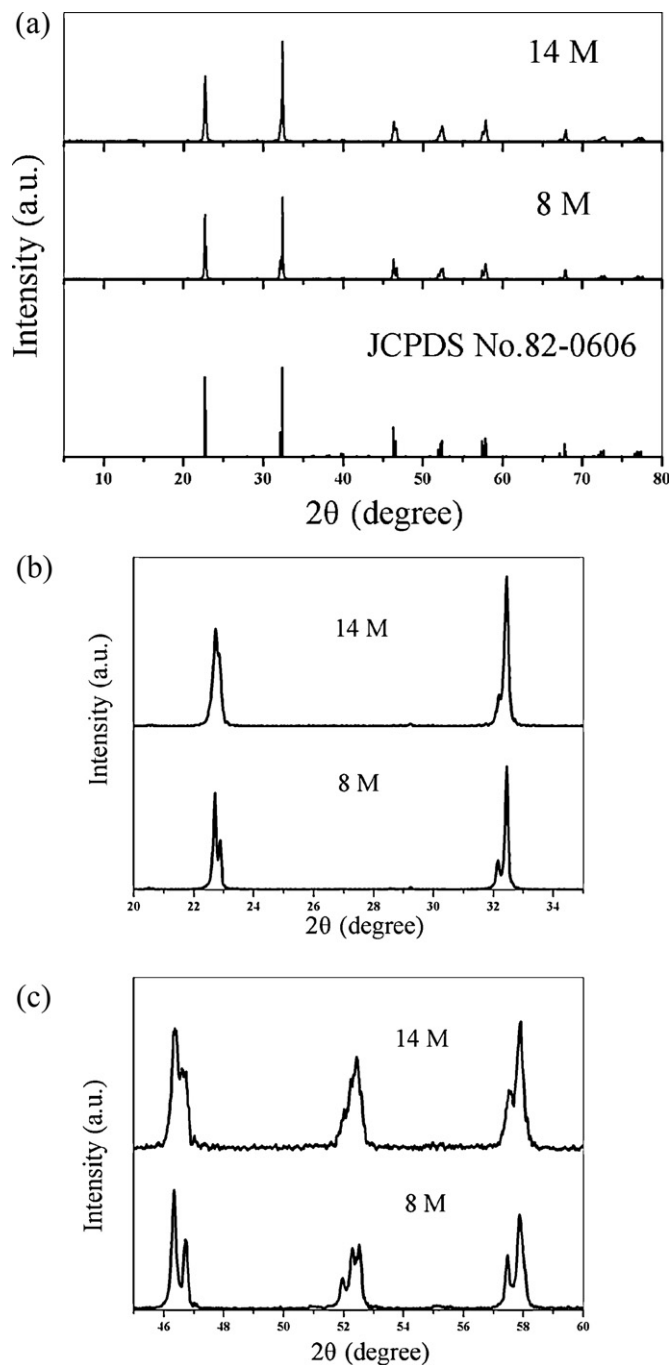 (a)
14 M
8 M
JCPDS No.82-0606
Intensity (a.u.)
10 20 30 40 50 60 70 80
2θ (degree)
(b)
14 M
8 M
Intensity (a.u.)
20 22 24 26 28 30 32 34
2θ (degree)
(c)
14 M
8 M
Intensity (a.u.)
46 48 50 52 54 56 58 60
2θ (degree)